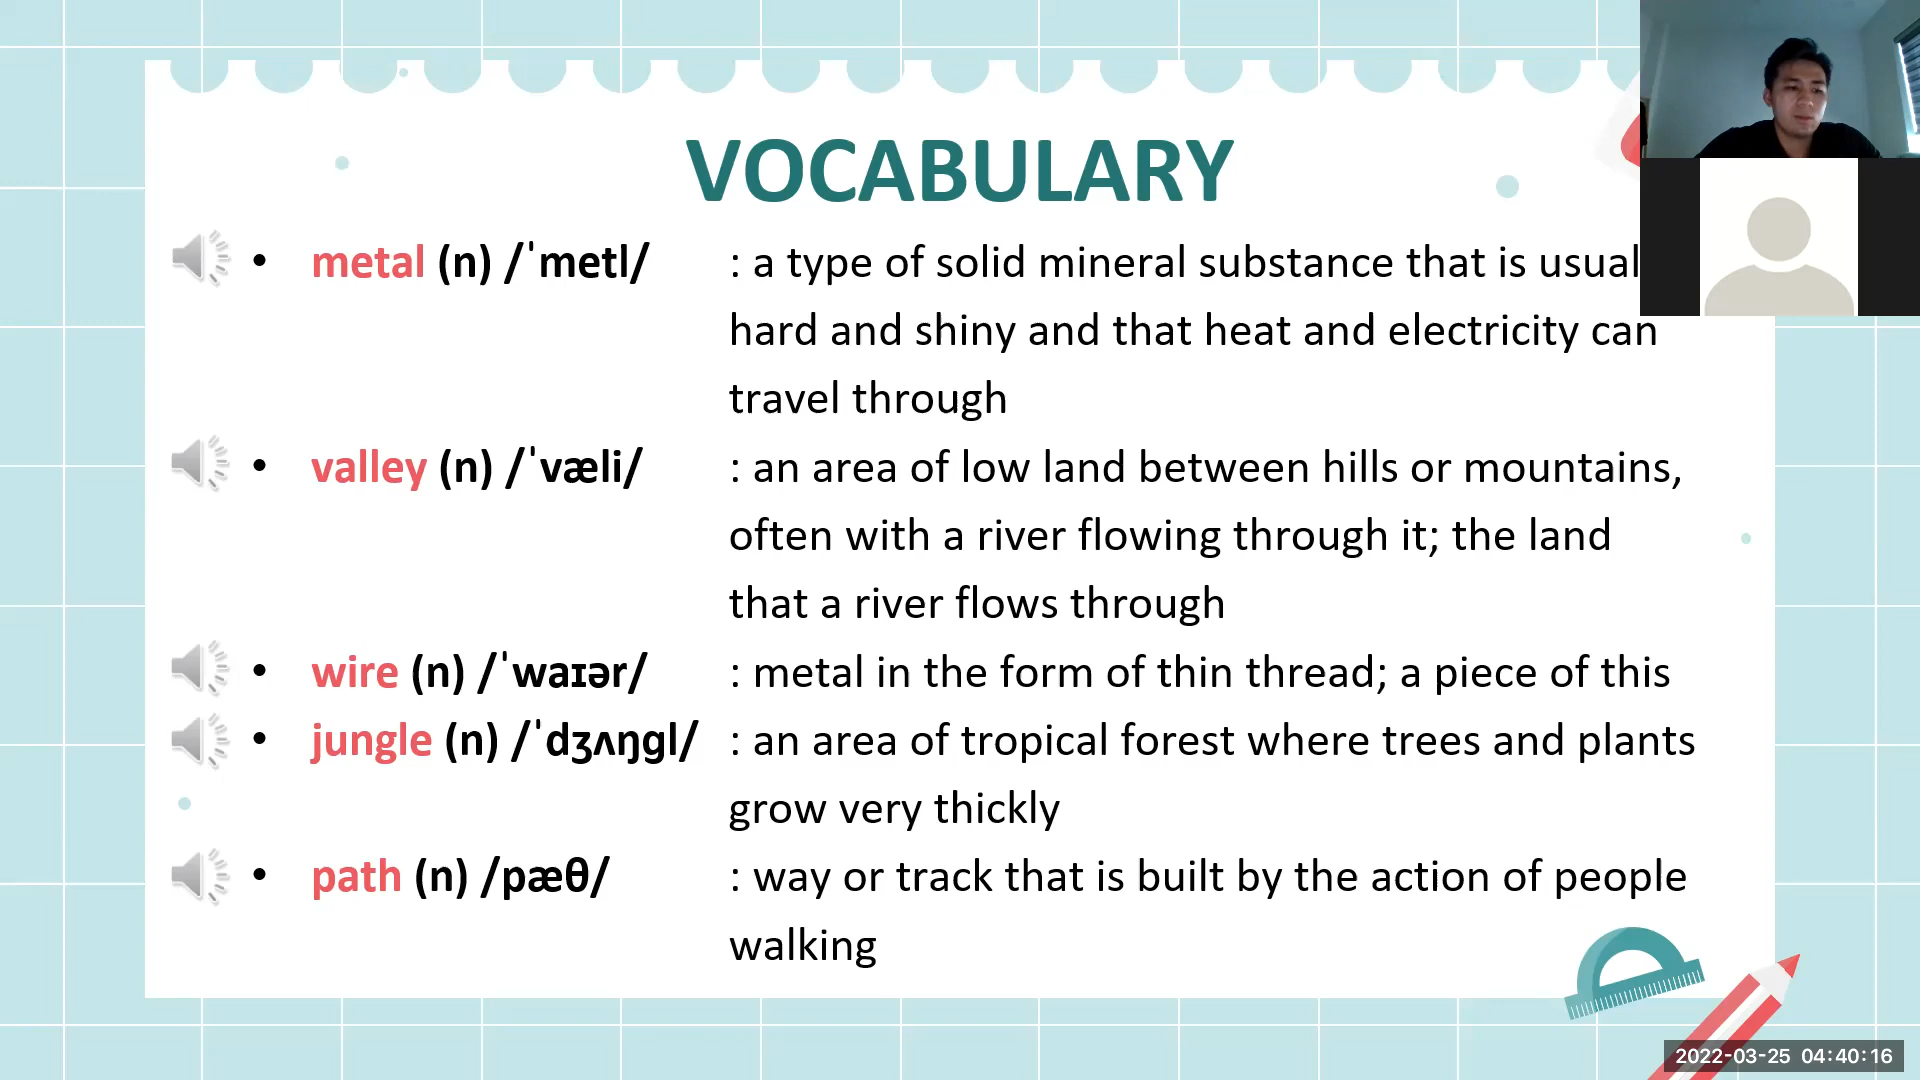 VOCABULARY
• metal (n) /ˈmetl/ : a type of solid mineral substance that is
hard and shiny and that heat and electricity can
travel through
• valley (n) /ˈvæli/ : an area of low land between hills or mountains,
often with a river flowing through it; the land
that a river flows through
• wire (n) /ˈwaɪər/ : metal in the form of thin thread; a piece of this
• jungle (n) /ˈdʒʌŋgl/ : an area of tropical forest where trees and plants
grow very thickly
• path (n) /pæθ/ : way or track that is built by the action of people
walking
2022-03-25 04:40:16